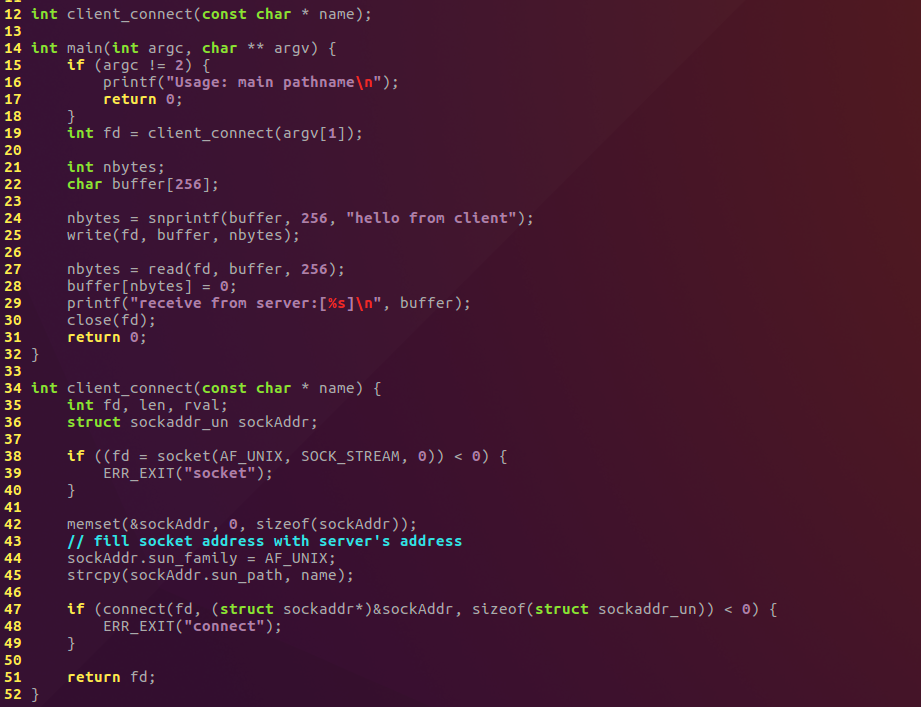 12 int client_connect(const char * name);
13
14 int main(int argc, char ** argv) {
15     if (argc != 2) {
16         printf("Usage: main pathname\n");
17         return 0;
18     }
19     int fd = client_connect(argv[1]);
20
21     int nbytes;
22     char buffer[256];
23
24     nbytes = snprintf(buffer, 256, "hello from client");
25     write(fd, buffer, nbytes);
26
27     nbytes = read(fd, buffer, 256);
28     buffer[nbytes] = 0;
29     printf("receive from server:[%s]\n", buffer);
30     close(fd);
31     return 0;
32 }
33
34 int client_connect(const char * name) {
35     int fd, len, rval;
36     struct sockaddr_un sockAddr;
37
38     if ((fd = socket(AF_UNIX, SOCK_STREAM, 0)) < 0) {
39         ERR_EXIT("socket");
40     }
41
42     memset(&sockAddr, 0, sizeof(sockAddr));
43     // fill socket address with server's address
44     sockAddr.sun_family = AF_UNIX;
45     strcpy(sockAddr.sun_path, name);
46
47     if (connect(fd, (struct sockaddr*)&sockAddr, sizeof(struct sockaddr_un)) < 0) {
48         ERR_EXIT("connect");
49     }
50
51     return fd;
52 }